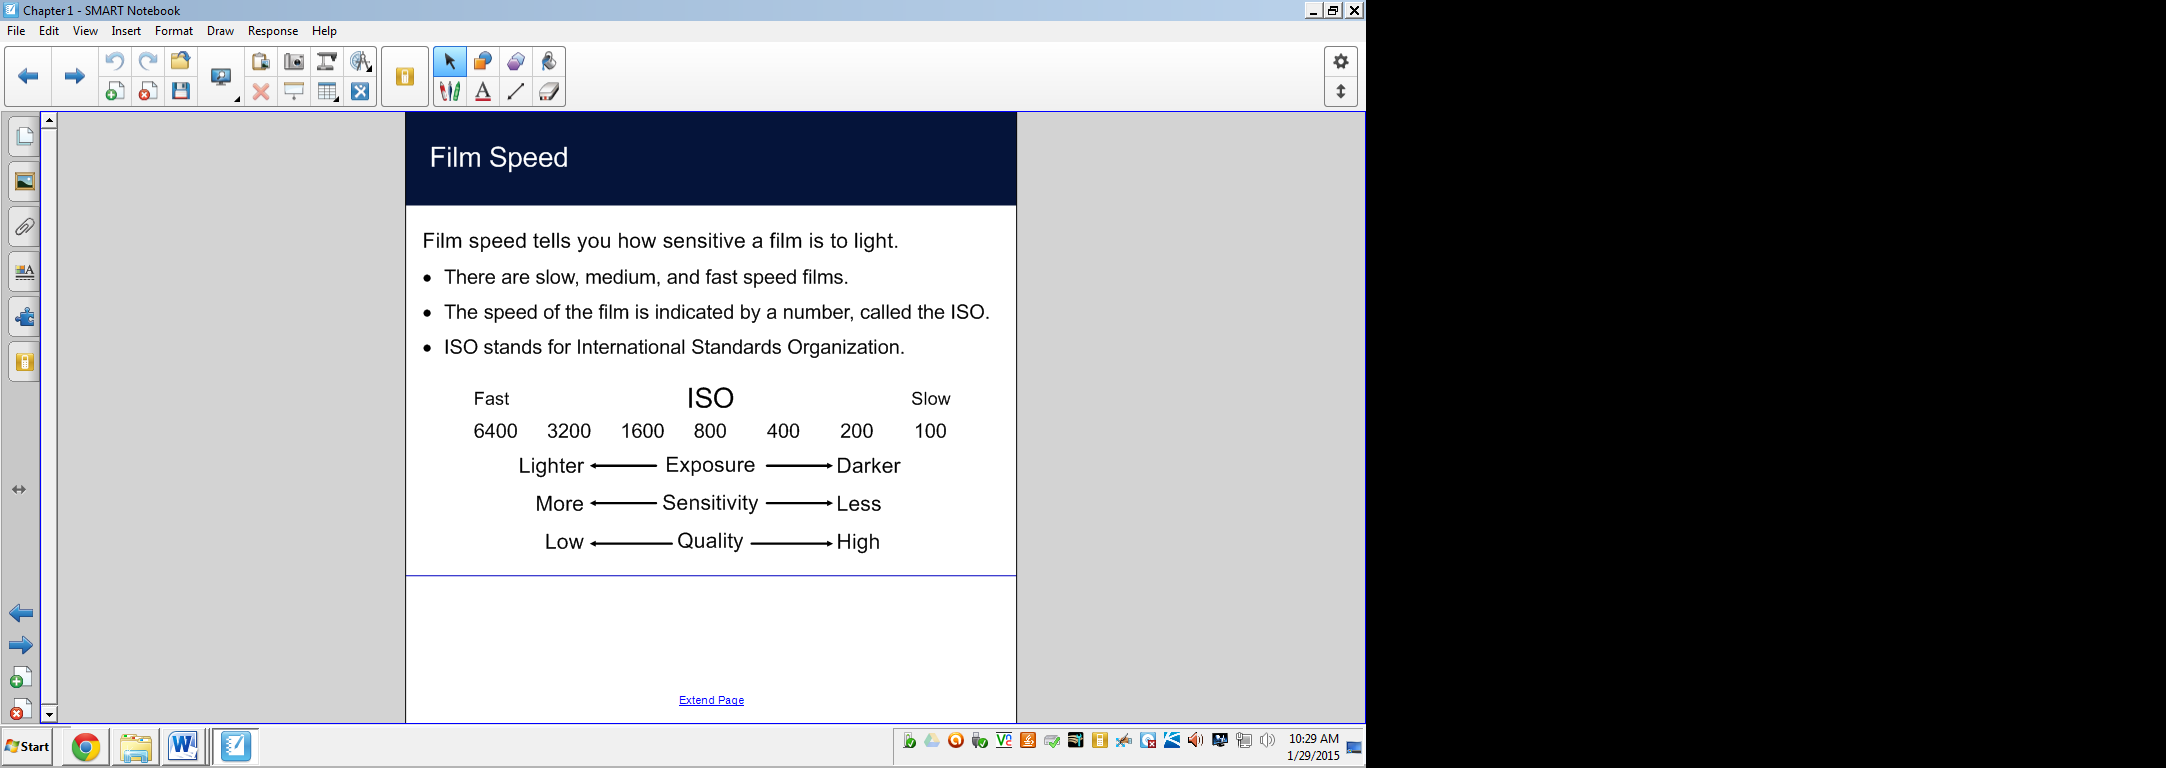 Chapter1 - SMART Notebook
File Edit View Insert Format Draw Response Help
Film Speed
Film speed tells you how sensitive a film is to light.
• There are slow, medium, and fast speed films.
• The speed of the film is indicated by a number, called the ISO.
• ISO stands for International Standards Organization.
Fast ISO Slow
6400 3200 1600 800 400 200 100
Lighter Exposure Darker
More Sensitivity Less
Low Quality High
Extend Page
Start
10:29 AM
1/29/2015